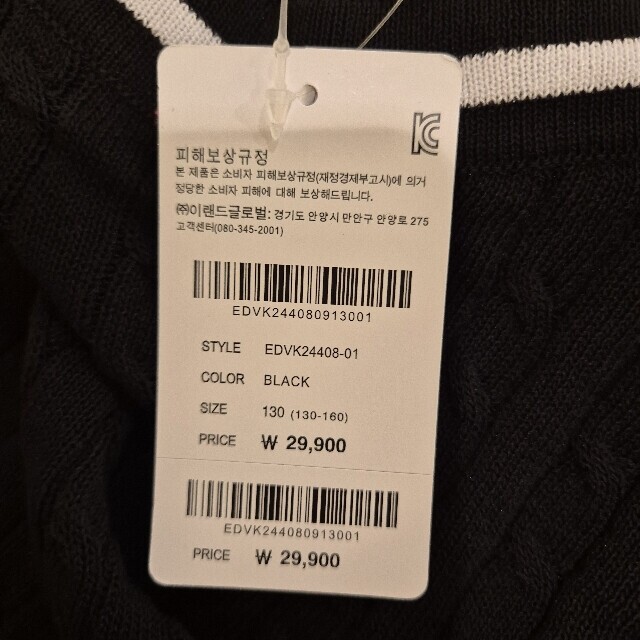 피해보상규정
본 제품은 소비자 피해보상규정(재정경제부고시)에 의거
정당한 소비자 피해에 대해 보상해드립니다.
㈜이랜드글로벌: 경기도 안양시 만안구 안양로 275
고객센터(080-345-2001)
EDVK244080913001
STYLE EDVK24408-01
COLOR BLACK
SIZE 130 (130-160)
PRICE ₩ 29,900
EDVK244080913001
PRICE ₩ 29,900